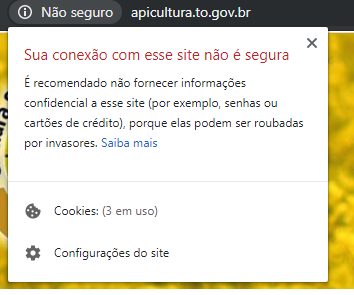 Não seguro apicultura.to.gov.br
Sua conexão com esse site não é segura
É recomendado não fornecer informações
confidencial a esse site (por exemplo, senhas ou
cartões de crédito), porque elas podem ser roubadas
por invasores. Saiba mais
Cookies: (3 em uso)
Configurações do site